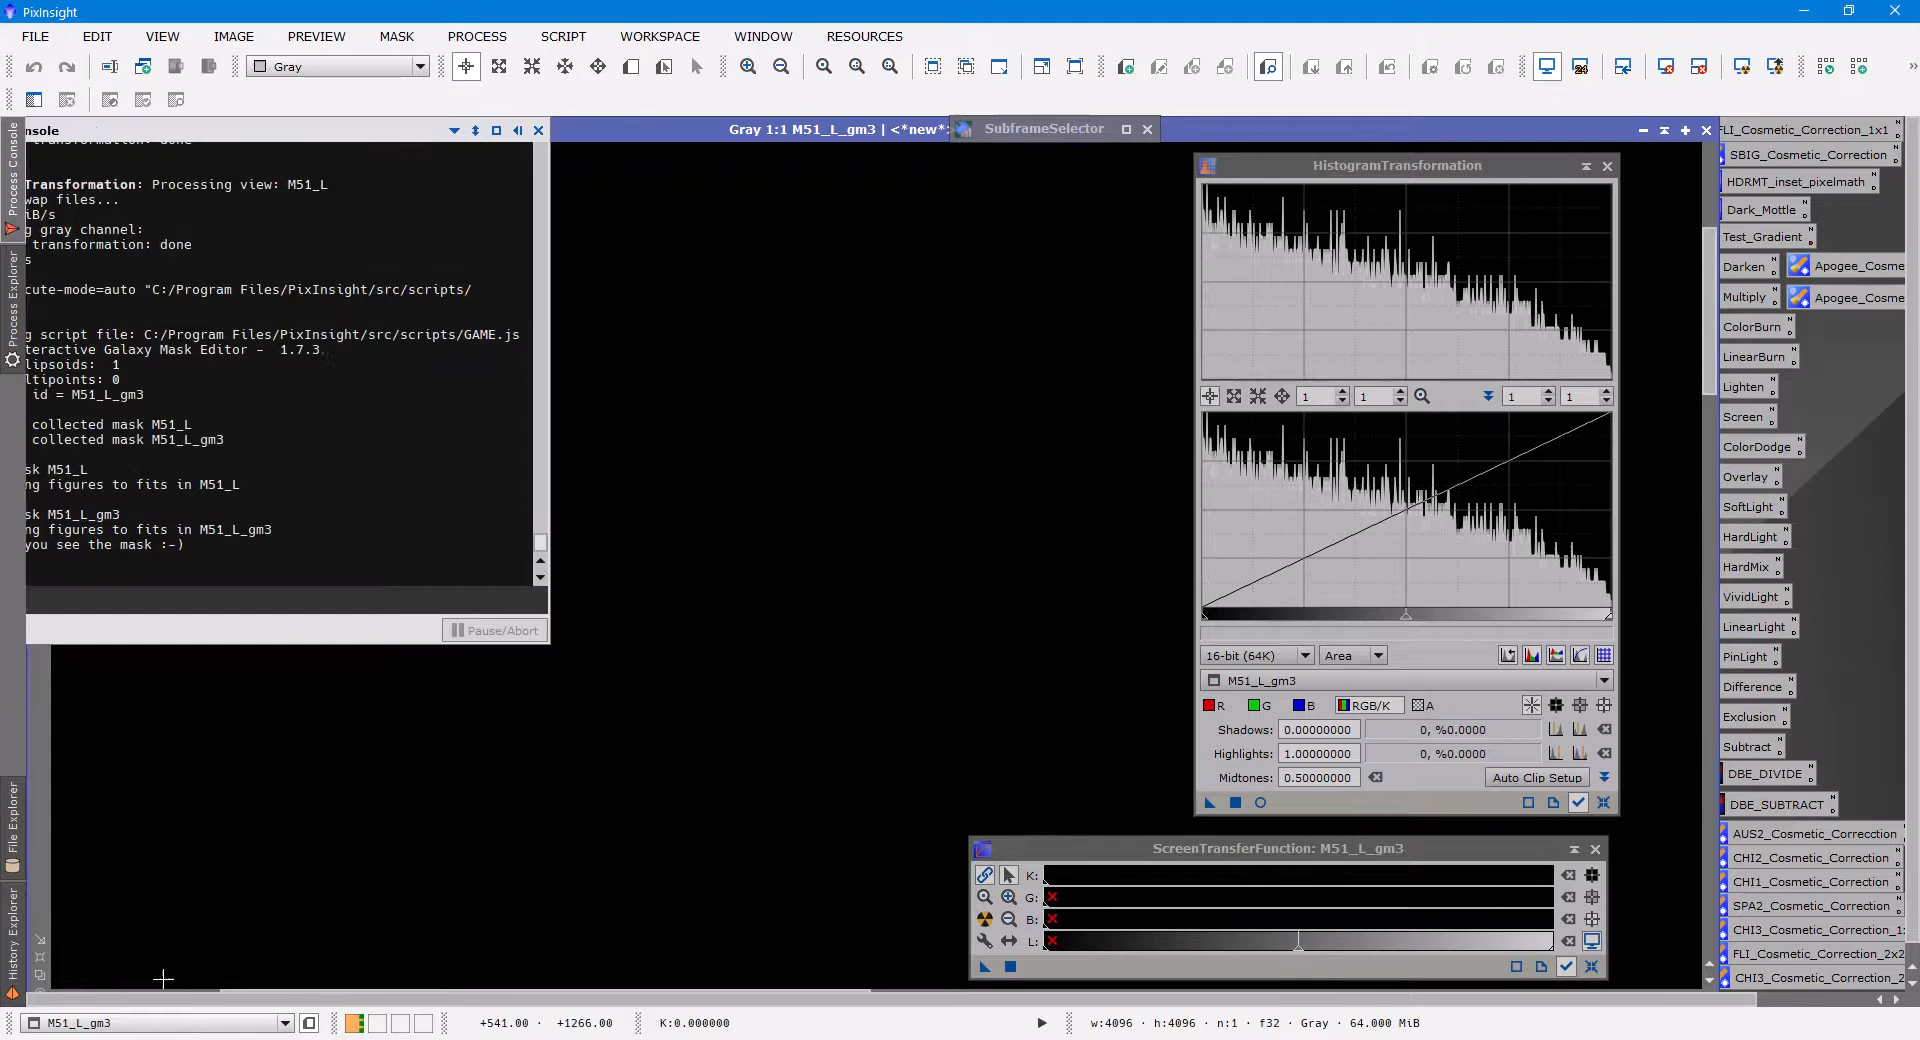 PixInsight
FILE EDIT VIEW IMAGE PREVIEW MASK PROCESS SCRIPT WORKSPACE WINDOW RESOURCES
Gray
24
nsole
Gray 1:1 M51_L_gm3 | <*new*>
SubframeSelector
Process Console
Process Explorer
File Explorer
History Explorer
transformation: done
Transformation: Processing view: M51_L
wap files...
iB/s
g gray channel:
transformation: done
s
cute-mode=auto "C:/Program Files/PixInsight/src/scripts/
g script file: C:/Program Files/PixInsight/src/scripts/GAME.js
teractive Galaxy Mask Editor - 1.7.3
lipsoids: 1
ltipoints: 0
id = M51_L_gm3
collected mask M51_L
collected mask M51_L_gm3
sk M51_L
ng figures to fits in M51_L
sk M51_L_gm3
ng figures to fits in M51_L_gm3
you see the mask :-)
Pause/Abort
HistogramTransformation
1 1 1 1
16-bit (64K) Area
M51_L_gm3
R G B RGB/K A
Shadows: 0.00000000 0, %0.0000
Highlights: 1.00000000 0, %0.0000
Midtones: 0.50000000 Auto Clip Setup
ScreenTransferFunction: M51_L_gm3
K:
G:
B:
L:
FLI_Cosmetic_Correction_1x1
SBIG_Cosmetic_Correction
HDRMT_inset_pixelmath
Dark_Mottle
Test_Gradient
Darken Apogee_Cosme
Multiply Apogee_Cosme
ColorBurn
LinearBurn
Lighten
Screen
ColorDodge
Overlay
SoftLight
HardLight
HardMix
VividLight
LinearLight
PinLight
Difference
Exclusion
Subtract
DBE_DIVIDE
DBE_SUBTRACT
AUS2_Cosmetic_Correcction
CHI2_Cosmetic_Correction
CHI1_Cosmetic_Correction
SPA2_Cosmetic_Correction
CHI3_Cosmetic_Correction_1
FLI_Cosmetic_Correction_2x2
CHI3_Cosmetic_Correction_2
M51_L_gm3
+541.00 · +1266.00 K:0.000000
w:4096 · h:4096 · n:1 · f32 · Gray · 64.000 MiB